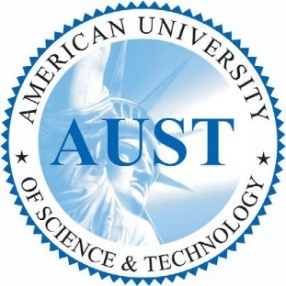 AMERICAN UNIVERSITY
AUST
OF SCIENCE & TECHNOLOGY